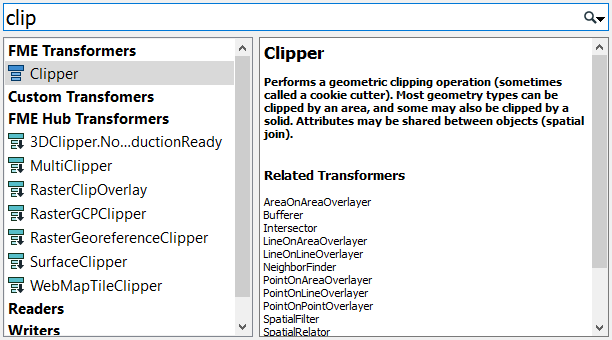 clip
FME Transformers
Clipper
Custom Transfomers
FME Hub Transformers
3DClipper.No...ductionReady
MultiClipper
RasterClipOverlay
RasterGCPClipper
RasterGeoreferenceClipper
SurfaceClipper
WebMapTileClipper
Readers
Writers
Clipper
Performs a geometric clipping operation (sometimes
called a cookie cutter). Most geometry types can be
clipped by an area, and some may also be clipped by a
solid. Attributes may be shared between objects (spatial
join).
Related Transformers
AreaOnAreaOverlayer
Bufferer
Intersector
LineOnAreaOverlayer
LineOnLineOverlayer
NeighborFinder
PointOnAreaOverlayer
PointOnLineOverlayer
PointOnPointOverlayer
SpatialFilter
SpatialRelator